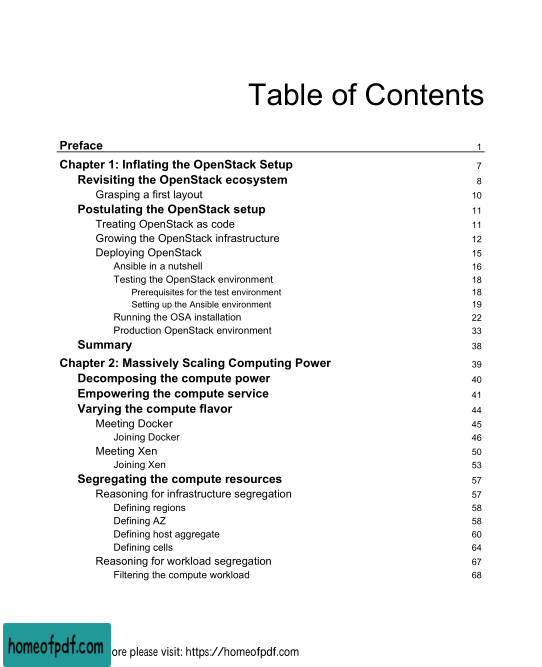 Table of Contents
Preface 1
Chapter 1: Inflating the OpenStack Setup 7
Revisiting the OpenStack ecosystem 8
Grasping a first layout 10
Postulating the OpenStack setup 11
Treating OpenStack as code 11
Growing the OpenStack infrastructure 12
Deploying OpenStack 15
Ansible in a nutshell 16
Testing the OpenStack environment 18
Prerequisites for the test environment 18
Setting up the Ansible environment 19
Running the OSA installation 22
Production OpenStack environment 33
Summary 38
Chapter 2: Massively Scaling Computing Power 39
Decomposing the compute power 40
Empowering the compute service 41
Varying the compute flavor 44
Meeting Docker 45
Joining Docker 46
Meeting Xen 50
Joining Xen 53
Segregating the compute resources 57
Reasoning for infrastructure segregation 57
Defining regions 58
Defining AZ 58
Defining host aggregate 60
Defining cells 64
Reasoning for workload segregation 67
Filtering the compute workload 68
homeofpdf.com
ore please visit: https://homeofpdf.com